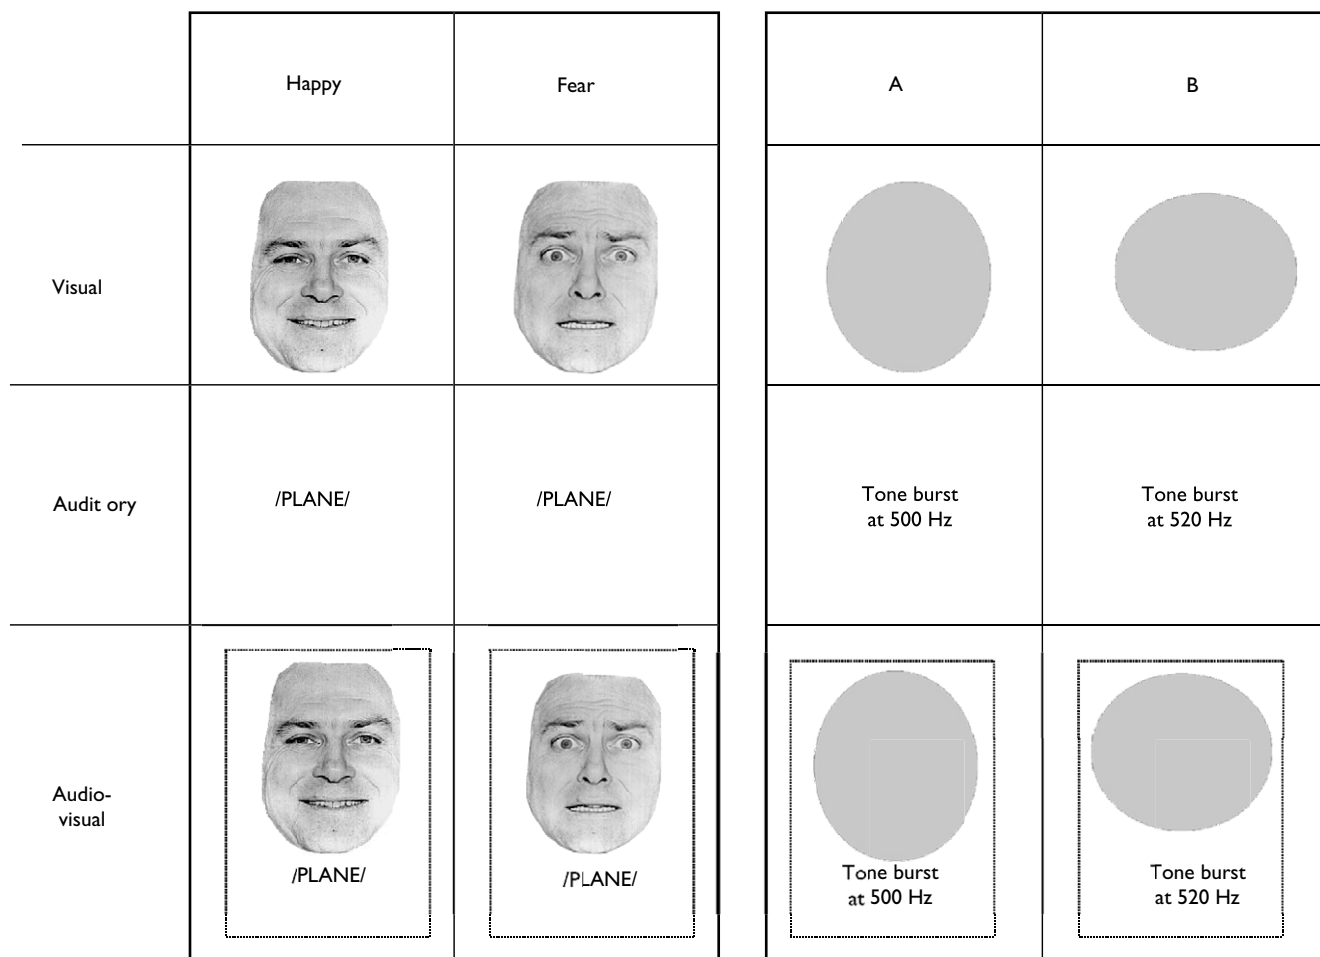 Happy
Fear
A
B
Visual
Audit ory
/PLANE/
/PLANE/
Tone burst
at 500 Hz
Tone burst
at 520 Hz
Audio-
visual
/PLANE/
/PLANE/
Tone burst
at 500 Hz
Tone burst
at 520 Hz